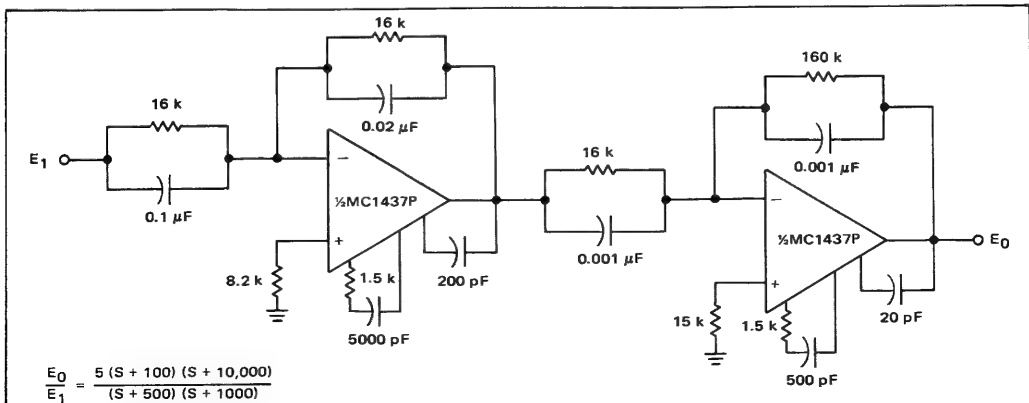 16 k
160 k
16 k
0.02 µF
16 k
0.001 µF
E1
−
−
0.1 µF
½MC1437P
½MC1437P
E0
0.001 µF
+
+
8.2 k
1.5 k
200 pF
15 k
1.5 k
20 pF
5000 pF
500 pF
E0/E1 = 5 (S + 100) (S + 10,000)/(S + 500) (S + 1000)